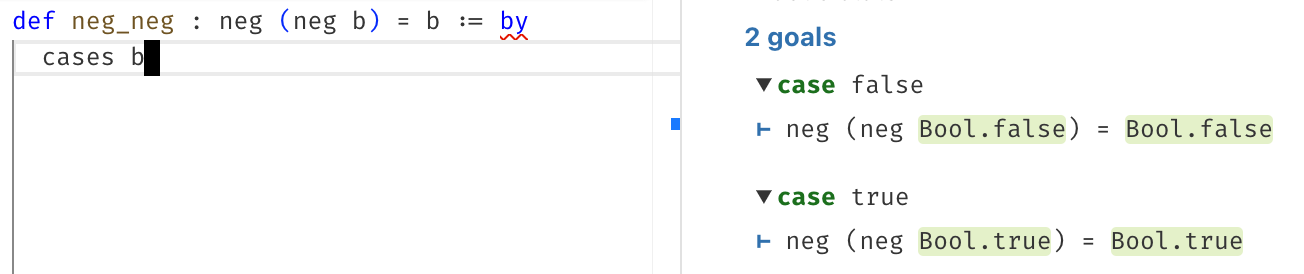 def neg_neg : neg (neg b) = b := by
cases b
2 goals
▼case false
⊢ neg (neg Bool.false) = Bool.false
▼case true
⊢ neg (neg Bool.true) = Bool.true